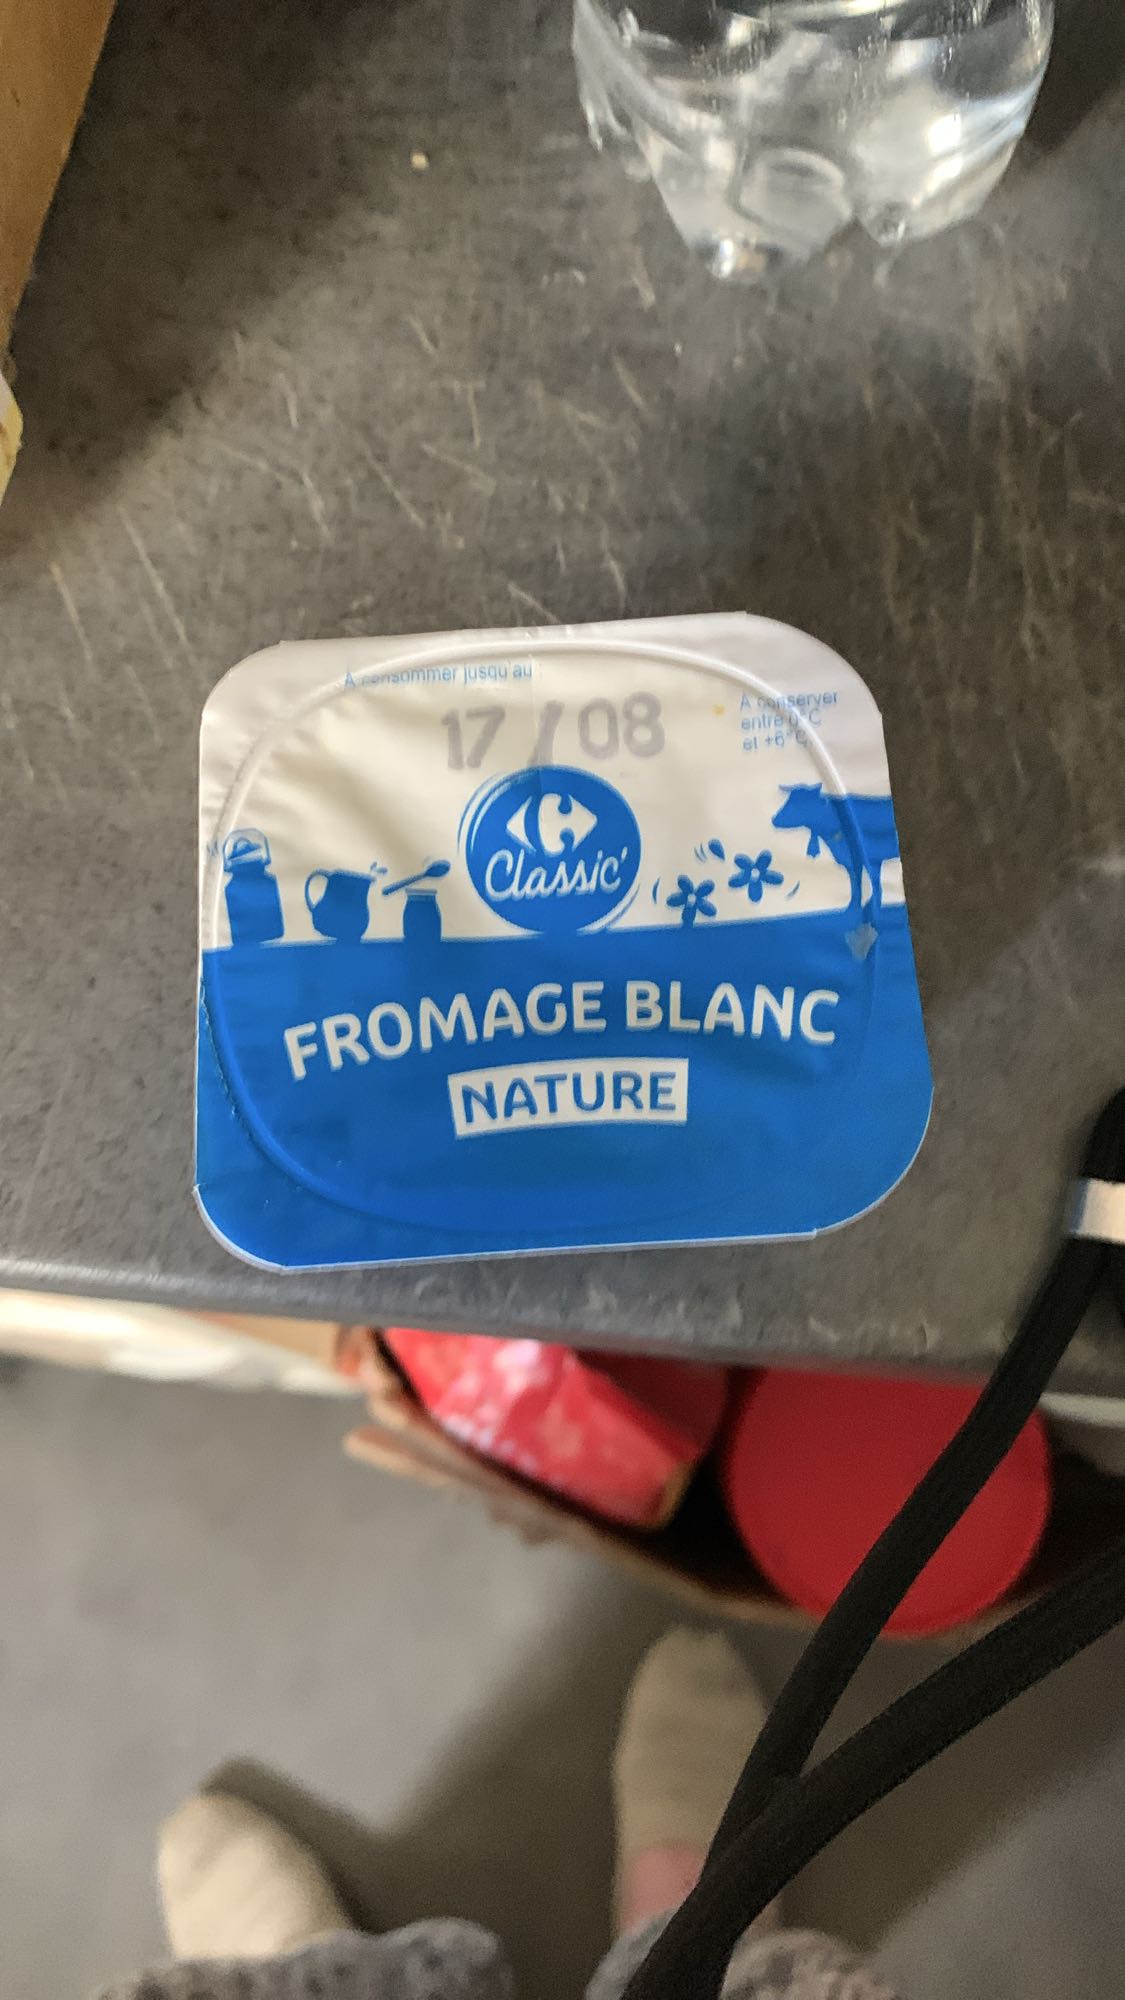 À consommer jusqu'au
17 / 08
À conserver
entre 0°C
et +6°C
Classic'
FROMAGE BLANC
NATURE